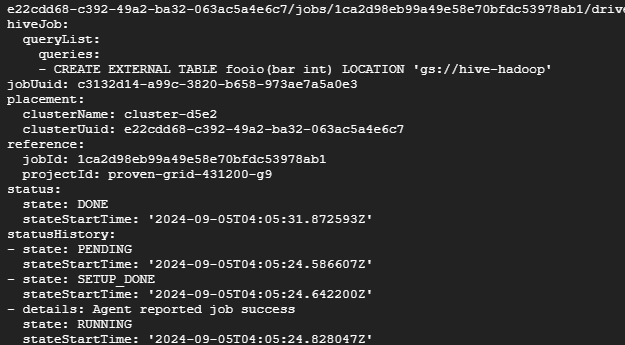 e22cdd68-c392-49a2-ba32-063ac5a4e6c7/jobs/1ca2d98eb99a49e58e70bfdc53978ab1/drive
hiveJob:
  queryList:
    queries:
    - CREATE EXTERNAL TABLE fooio(bar int) LOCATION 'gs://hive-hadoop'
jobUuid: c3132d14-a99c-3820-b658-973ae7a5a0e3
placement:
  clusterName: cluster-d5e2
  clusterUuid: e22cdd68-c392-49a2-ba32-063ac5a4e6c7
reference:
  jobId: 1ca2d98eb99a49e58e70bfdc53978ab1
  projectId: proven-grid-431200-g9
status:
  state: DONE
  stateStartTime: '2024-09-05T04:05:31.872593Z'
statusHistory:
- state: PENDING
  stateStartTime: '2024-09-05T04:05:24.586607Z'
- state: SETUP_DONE
  stateStartTime: '2024-09-05T04:05:24.642200Z'
- details: Agent reported job success
  state: RUNNING
  stateStartTime: '2024-09-05T04:05:24.828047Z'